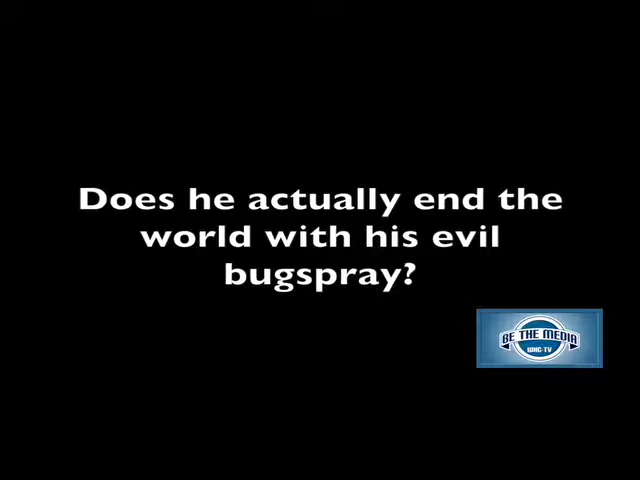 Does he actually end the
world with his evil
bugspray?
BE THE MEDIA
WHC-TV